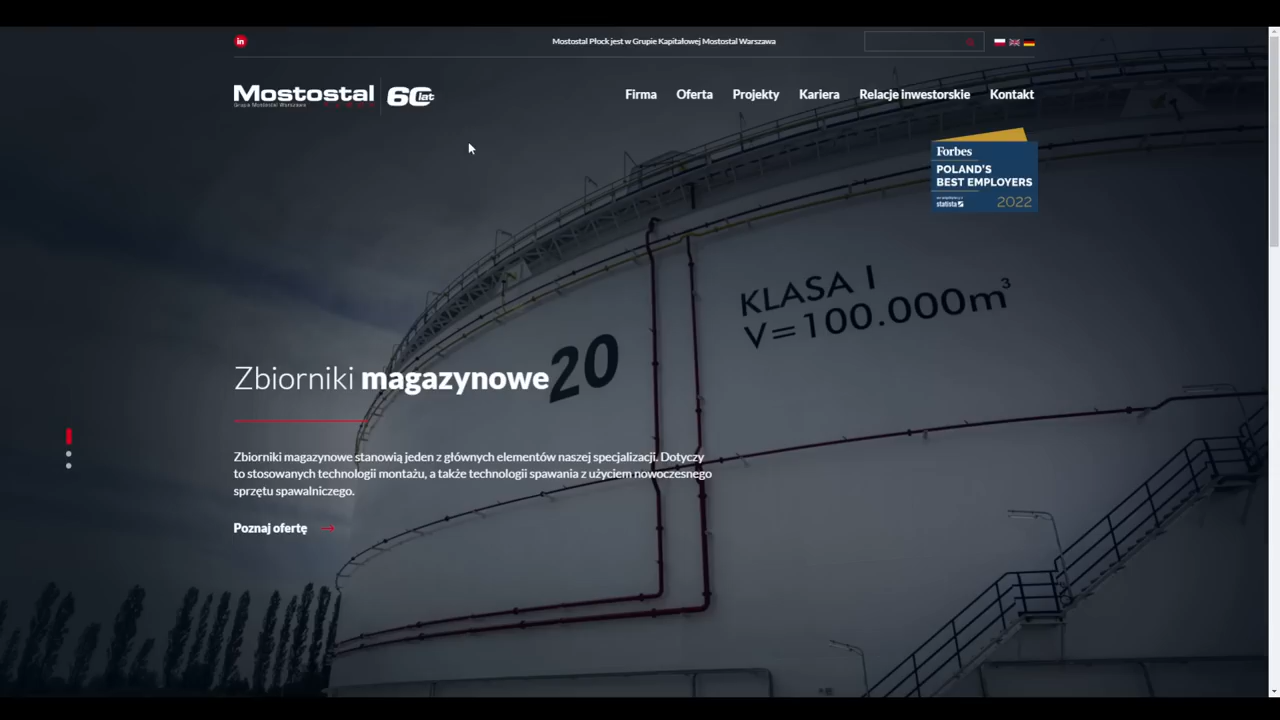 in
Mostostal Płock jest w Grupie Kapitałowej Mostostal Warszawa
Mostostal
Grupa Mostostal Warszawa
60 lat
Firma
Oferta
Projekty
Kariera
Relacje inwestorskie
Kontakt
Forbes
POLAND'S
BEST EMPLOYERS
statista
2022
KLASA I
V=100.000m³
20
Zbiorniki magazynowe
Zbiorniki magazynowe stanowią jeden z głównych elementów naszej specjalizacji. Dotyczy
to stosowanych technologii montażu, a także technologii spawania z użyciem nowoczesnego
sprzętu spawalniczego.
Poznaj ofertę